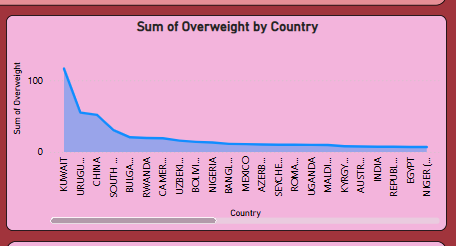 Sum of Overweight by Country
Sum of Overweight
100
0
KUWAIT
URUGU...
CHINA
SOUTH ...
BULGA...
RWANDA
CAMER...
UZBEKI...
BOLIVI...
NIGERIA
BANGL...
MEXICO
AZERB...
SEYCHE...
ROMA...
UGANDA
MALDI...
KYRGY...
AUSTR...
INDIA
REPUBL...
EGYPT
NIGER (...
Country